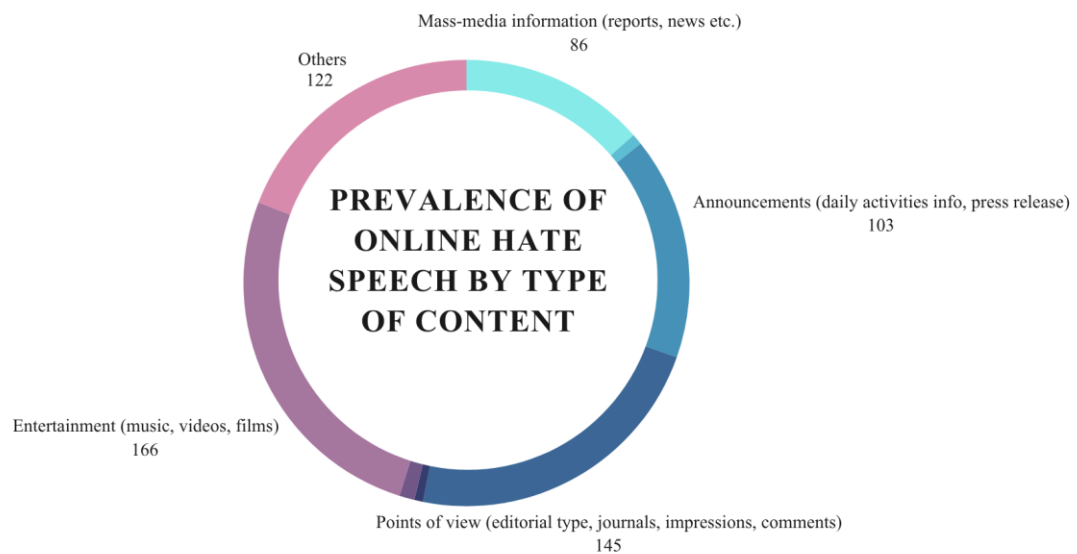 Mass-media information (reports, news etc.)
86
Others
122
PREVALENCE OF
ONLINE HATE
SPEECH BY TYPE
OF CONTENT
Announcements (daily activities info, press release)
103
Entertainment (music, videos, films)
166
Points of view (editorial type, journals, impressions, comments)
145